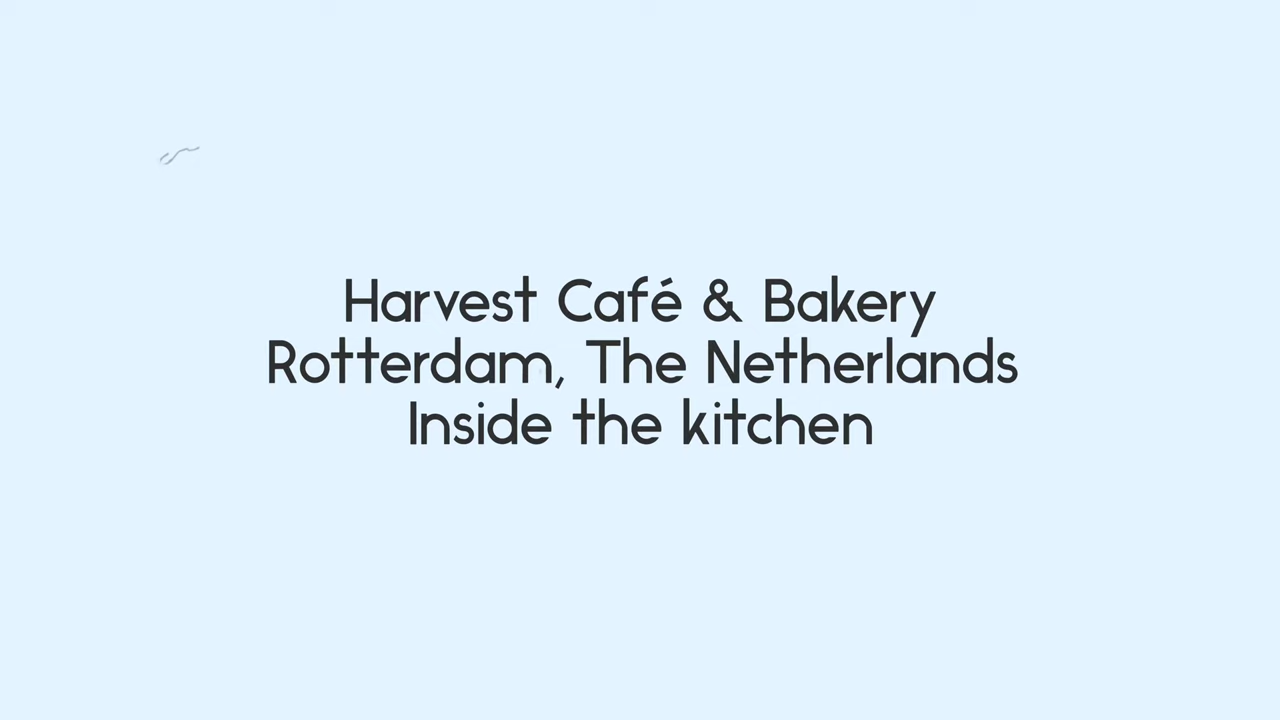 Harvest Café & Bakery
Rotterdam, The Netherlands
Inside the kitchen